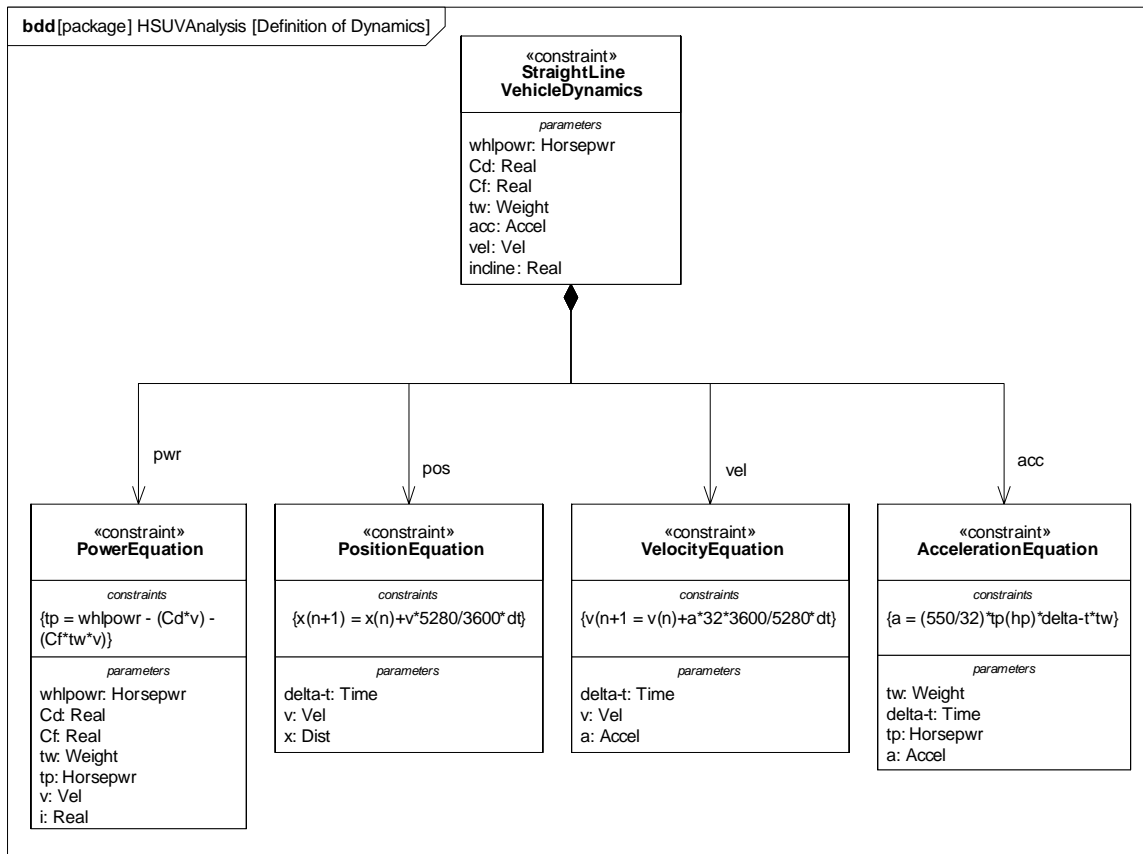 bdd [package] HSUVAnalysis [Definition of Dynamics]
«constraint»
StraightLine
VehicleDynamics
parameters
whlpowr: Horsepwr
Cd: Real
Cf: Real
tw: Weight
acc: Accel
vel: Vel
incline: Real
pwr
pos
vel
acc
«constraint»
PowerEquation
constraints
{tp = whlpowr - (Cd*v) -
(Cf*tw*v)}
parameters
whlpowr: Horsepwr
Cd: Real
Cf: Real
tw: Weight
tp: Horsepwr
v: Vel
i: Real
«constraint»
PositionEquation
constraints
{x(n+1) = x(n)+v*5280/3600*dt}
parameters
delta-t: Time
v: Vel
x: Dist
«constraint»
VelocityEquation
constraints
{v(n+1 = v(n)+a*32*3600/5280*dt}
parameters
delta-t: Time
v: Vel
a: Accel
«constraint»
AccelerationEquation
constraints
{a = (550/32)*tp(hp)*delta-t*tw}
parameters
tw: Weight
delta-t: Time
tp: Horsepwr
a: Accel